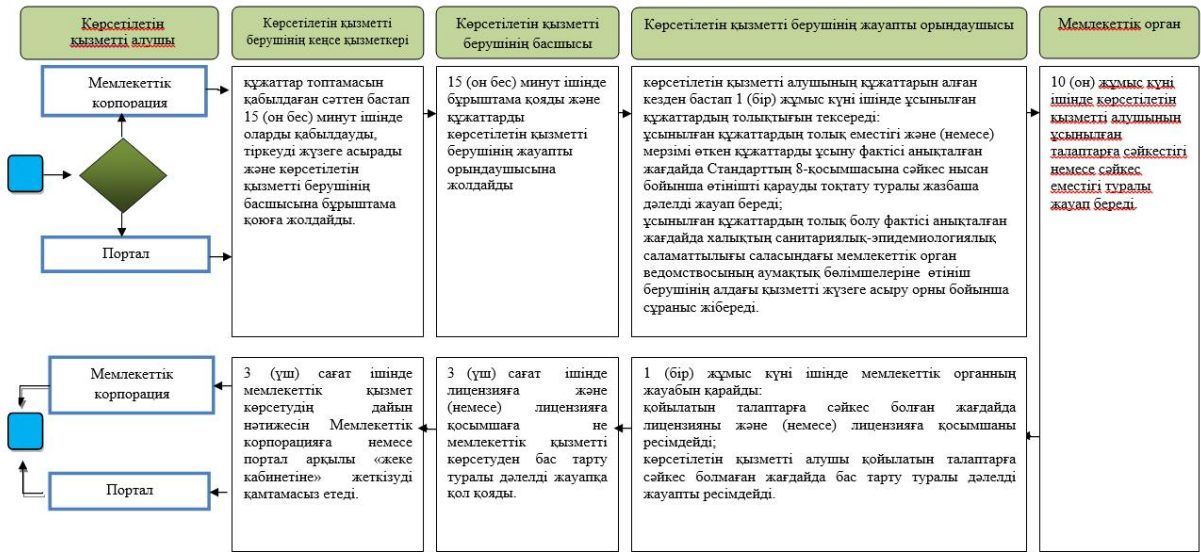 Көрсетілетін
қызметті алушы
Көрсетілетін қызметті
берушінің кеңсе қызметкері
Көрсетілетін қызметті
берушінің басшысы
Көрсетілетін қызметті берушінің жауапты орындаушысы
Мемлекеттік орган
Мемлекеттік
корпорация
Портал
құжаттар топтамасын
қабылдаған сәттен бастап
15 (он бес) минут ішінде
оларды қабылдауды,
тіркеуді жүзеге асырады
және көрсетілетін
қызметті берушінің
басшысына бұрыштама
қоюға жолдайды.
15 (он бес) минут ішінде
бұрыштама қояды және
құжаттарды
көрсетілетін қызметті
берушінің жауапты
орындаушысына
жолдайды
көрсетілетін қызметті алушының құжаттарын алған
кезден бастап 1 (бір) жұмыс күні ішінде ұсынылған
құжаттардың толықтығын тексереді:
ұсынылған құжаттардың толық еместігі және (немесе)
мерзімі өткен құжаттарды ұсыну фактісі анықталған
жағдайда Стандарттың 8-қосымшасына сәйкес нысан
бойынша өтінішті қарауды тоқтату туралы жазбаша
дәлелді жауап береді;
ұсынылған құжаттардың толық болу фактісі анықталған
жағдайда халықтың санитариялық-эпидемиологиялық
саламаттылығы саласындағы мемлекеттік орган
ведомствосының аумақтық бөлімшелеріне өтініш
берушінің алдағы қызметті жүзеге асыру орны бойынша
сұраныс жібереді.
10 (он) жұмыс күні
ішінде көрсетілетін
қызметті алушының
ұсынылған
талаптарға сәйкестігі
немесе сәйкес
еместігі туралы
жауап береді.
Мемлекеттік
корпорация
Портал
3 (үш) сағат ішінде
мемлекеттік қызмет
көрсетудің дайын
нәтижесін Мемлекеттік
корпорацияға немесе
портал арқылы «жеке
кабинетіне» жеткізуді
қамтамасыз етеді.
3 (үш) сағат ішінде
лицензияға және
(немесе) лицензияға
қосымшаға не
мемлекеттік қызметті
көрсетуден бас тарту
туралы дәлелді жауапқа
қол қояды.
1 (бір) жұмыс күні ішінде мемлекеттік органның
жауабын қарайды:
қойылатын талаптарға сәйкес болған жағдайда
лицензияны және (немесе) лицензияға қосымшаны
ресімдейді;
көрсетілетін қызметті алушы қойылатын талаптарға
сәйкес болмаған жағдайда бас тарту туралы дәлелді
жауапты ресімдейді.